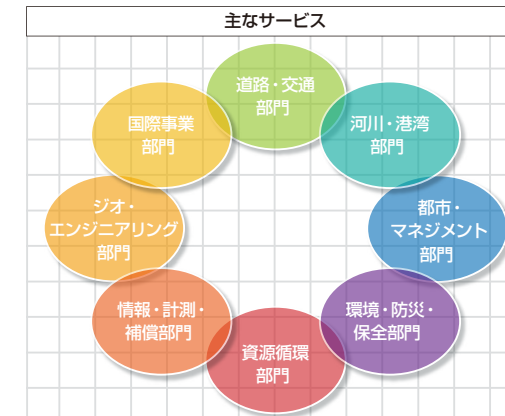 主なサービス
道路・交通
部門
国際事業
部門
河川・港湾
部門
ジオ・
エンジニアリング
部門
都市・
マネジメント
部門
情報・計測・
補償部門
環境・防災・
保全部門
資源循環
部門